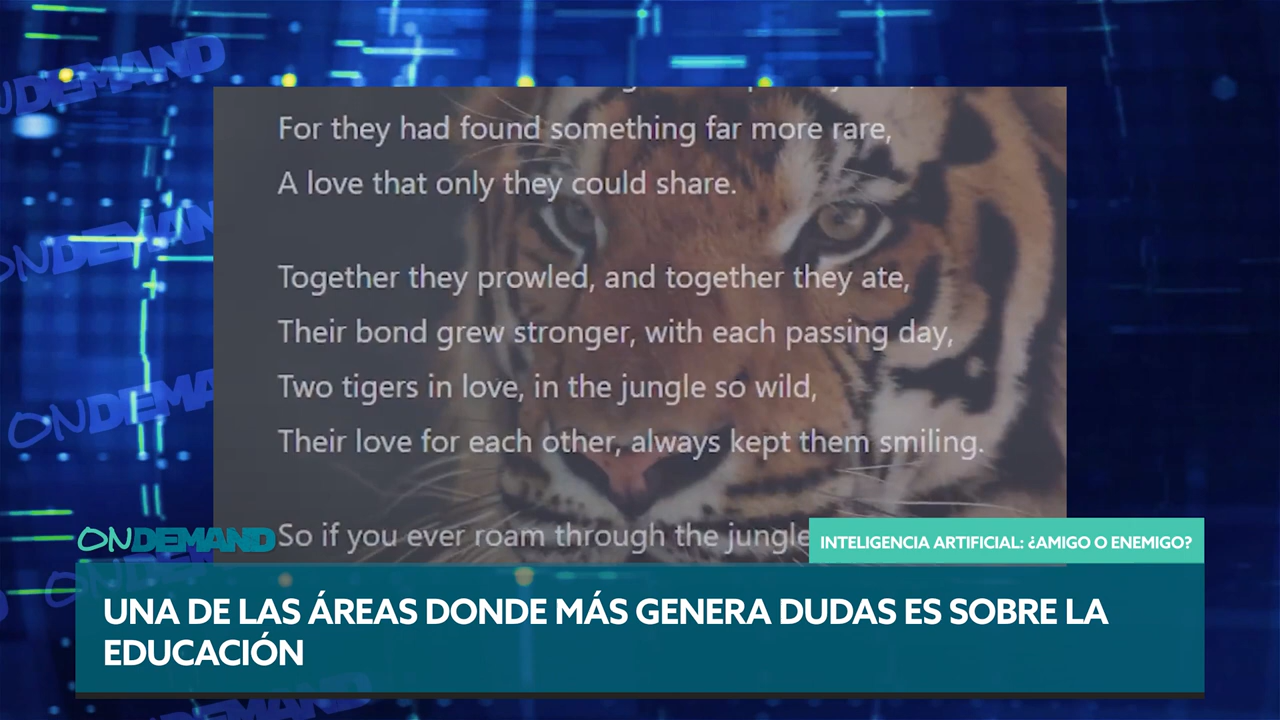 ONDEMAND
For they had found something far more rare,
A love that only they could share.
ONDEMAND
Together they prowled, and together they ate,
Their bond grew stronger, with each passing day,
Two tigers in love, in the jungle so wild,
ONDEMAND
Their love for each other, always kept them smiling.
So if you ever roam through the jungle
ONDEMAND
INTELIGENCIA ARTIFICIAL: ¿AMIGO O ENEMIGO?
UNA DE LAS ÁREAS DONDE MÁS GENERA DUDAS ES SOBRE LA
EDUCACIÓN